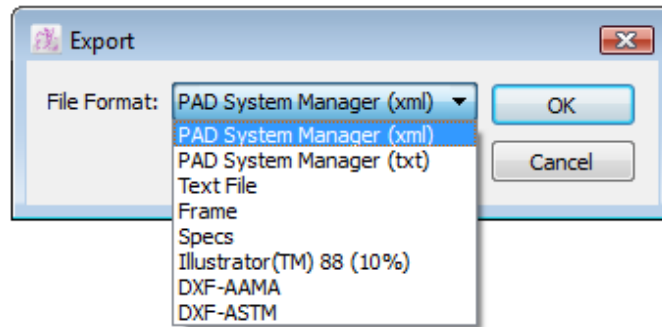 Export
File Format: PAD System Manager (xml) OK
PAD System Manager (xml)
PAD System Manager (txt) Cancel
Text File
Frame
Specs
Illustrator(TM) 88 (10%)
DXF-AAMA
DXF-ASTM